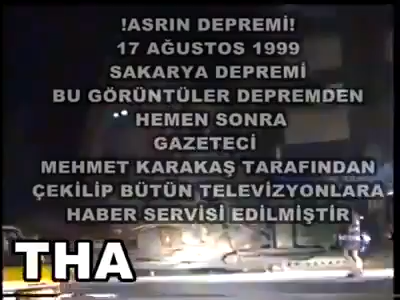 !ASRIN DEPREMİ!
17 AĞUSTOS 1999
SAKARYA DEPREMİ
BU GÖRÜNTÜLER DEPREMDEN
HEMEN SONRA
GAZETECİ
MEHMET KARAKAŞ TARAFINDAN
ÇEKİLİP BÜTÜN TELEVİZYONLARA
HABER SERVİSİ EDİLMİŞTİR
THA